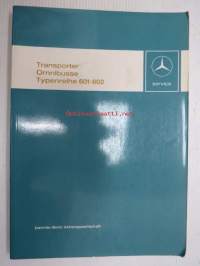 Transporter
Omnibusse
Typenreihe 601-602
SERVICE
Daimler-Benz Aktiengesellschaft